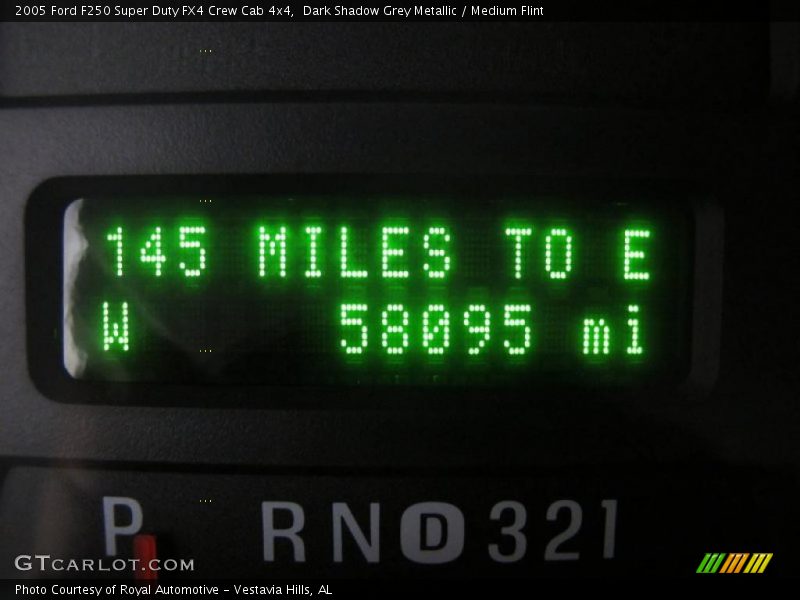 2005 Ford F250 Super Duty FX4 Crew Cab 4x4,  Dark Shadow Grey Metallic / Medium Flint
145 MILES TO E
W 58095 mi
P R N D 3 2 1
GTCARLOT.COM
Photo Courtesy of Royal Automotive - Vestavia Hills, AL